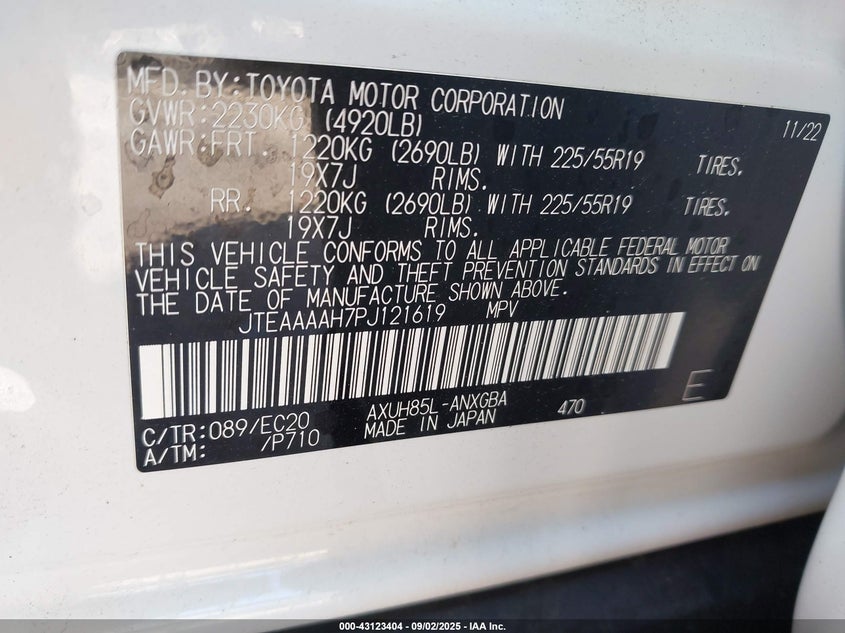 MFD. BY: TOYOTA MOTOR CORPORATION
GVWR: 2230KG (4920LB) 11/22
GAWR: FRT. 1220KG (2690LB) WITH 225/55R19 TIRES.
19X7J RIMS.
RR. 1220KG (2690LB) WITH 225/55R19 TIRES.
19X7J RIMS.
THIS VEHICLE CONFORMS TO ALL APPLICABLE FEDERAL MOTOR
VEHICLE SAFETY AND THEFT PREVENTION STANDARDS IN EFFECT ON
THE DATE OF MANUFACTURE SHOWN ABOVE.
JTEAAAAH7PJ121619 MPV
E
C/TR: 089/EC20 AXUH85L-ANXGBA 470
A/TM: /P710 MADE IN JAPAN
000-43123404 - 09/02/2025 - IAA Inc.